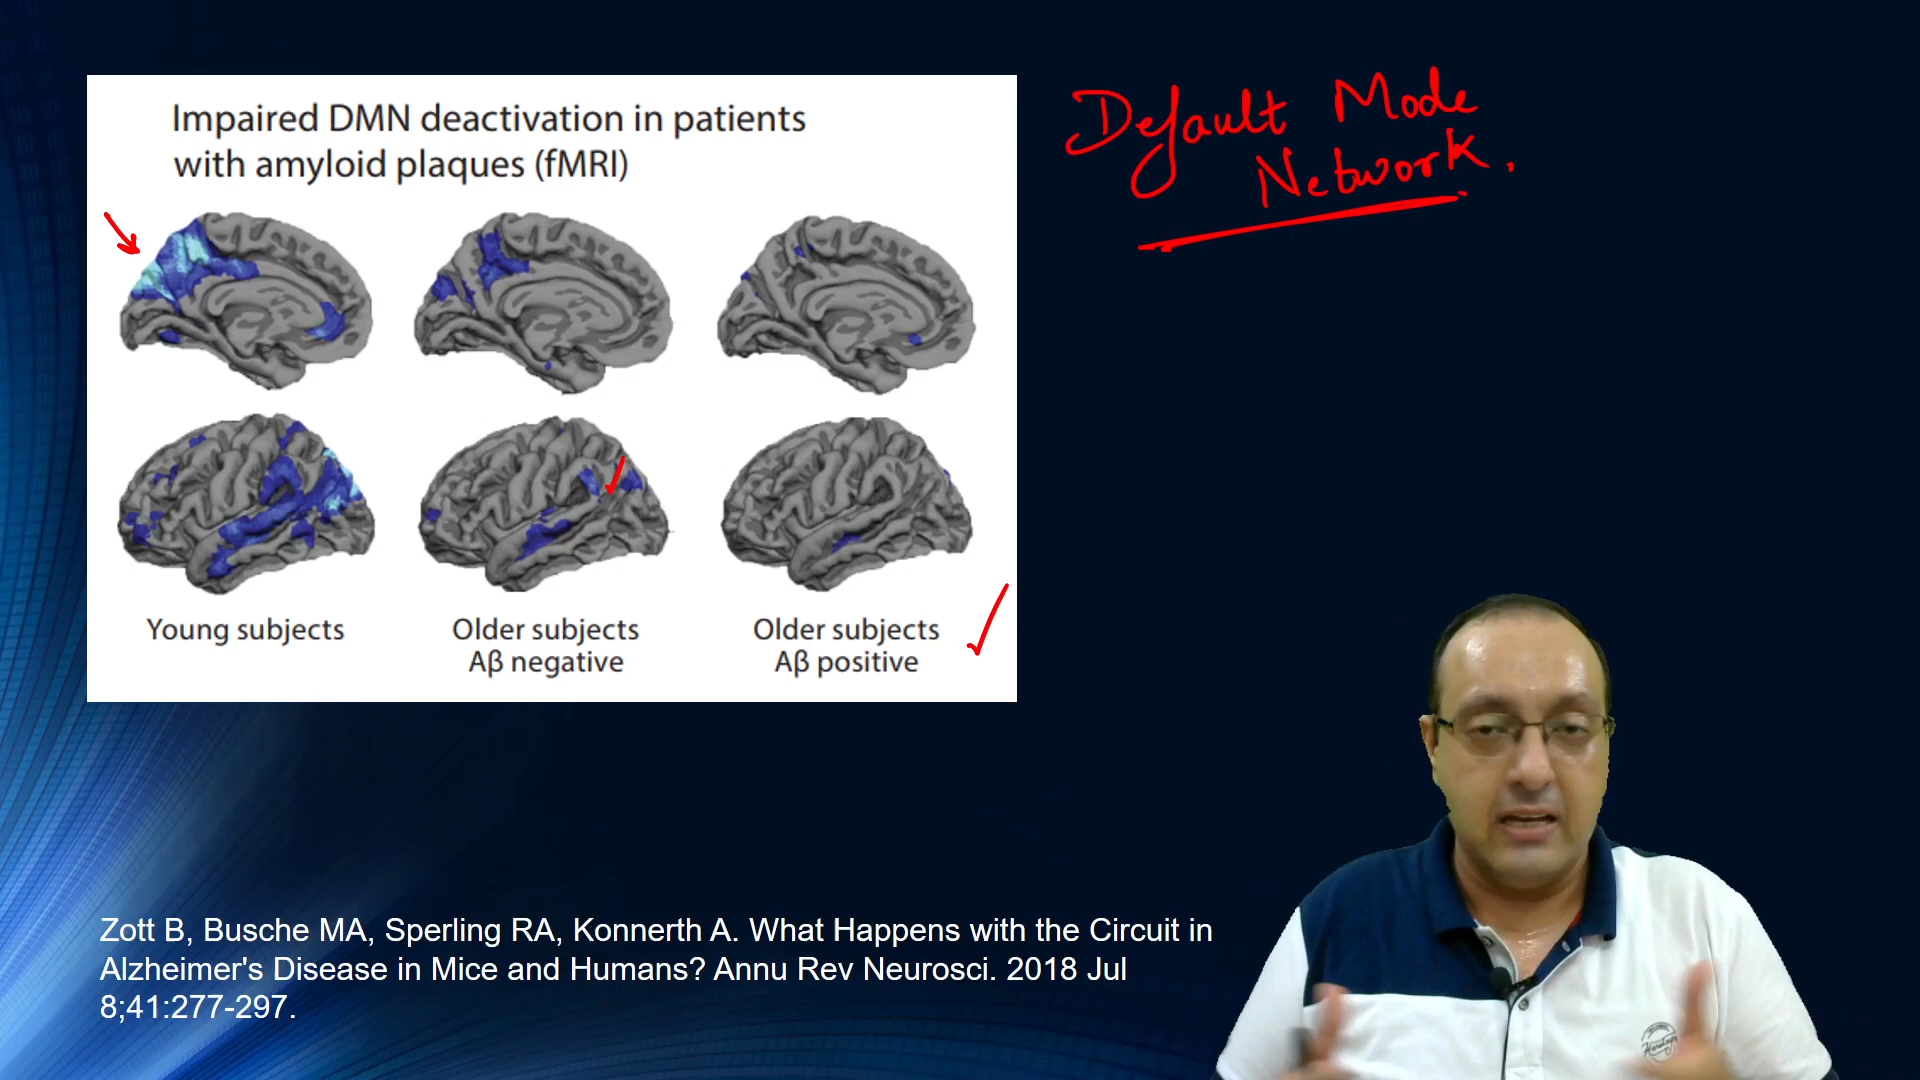 Impaired DMN deactivation in patients
with amyloid plaques (fMRI)
Default Mode
Network.
Young subjects
Older subjects
Aβ negative
Older subjects
Aβ positive
Zott B, Busche MA, Sperling RA, Konnerth A. What Happens with the Circuit in
Alzheimer's Disease in Mice and Humans? Annu Rev Neurosci. 2018 Jul
8;41:277-297.